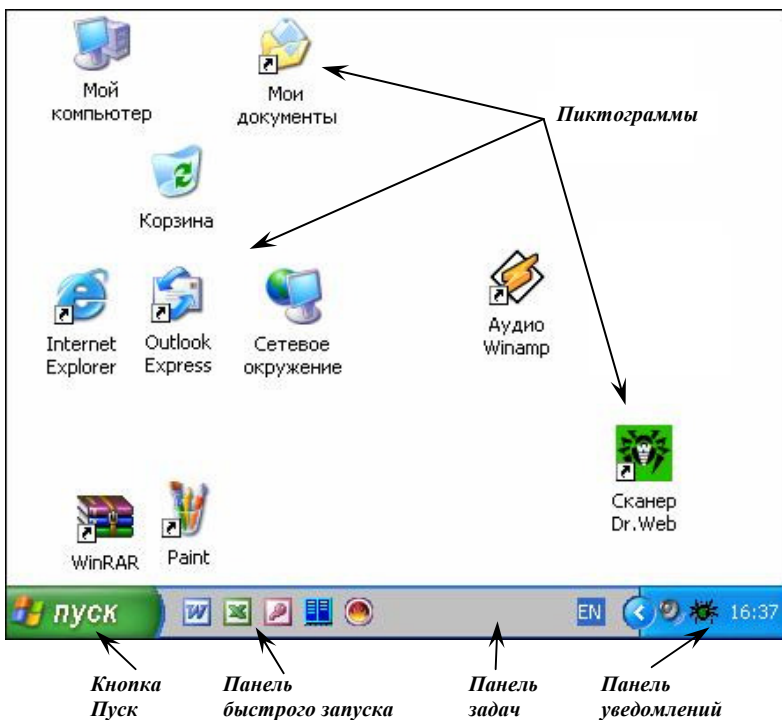 Мой
компьютер
Мои
документы
Пиктограммы
Корзина
Internet
Explorer
Outlook
Express
Сетевое
окружение
Аудио
Winamp
Сканер
Dr.Web
WinRAR
Paint
пуск
EN
16:37
Кнопка
Пуск
Панель
быстрого запуска
Панель
задач
Панель
уведомлений